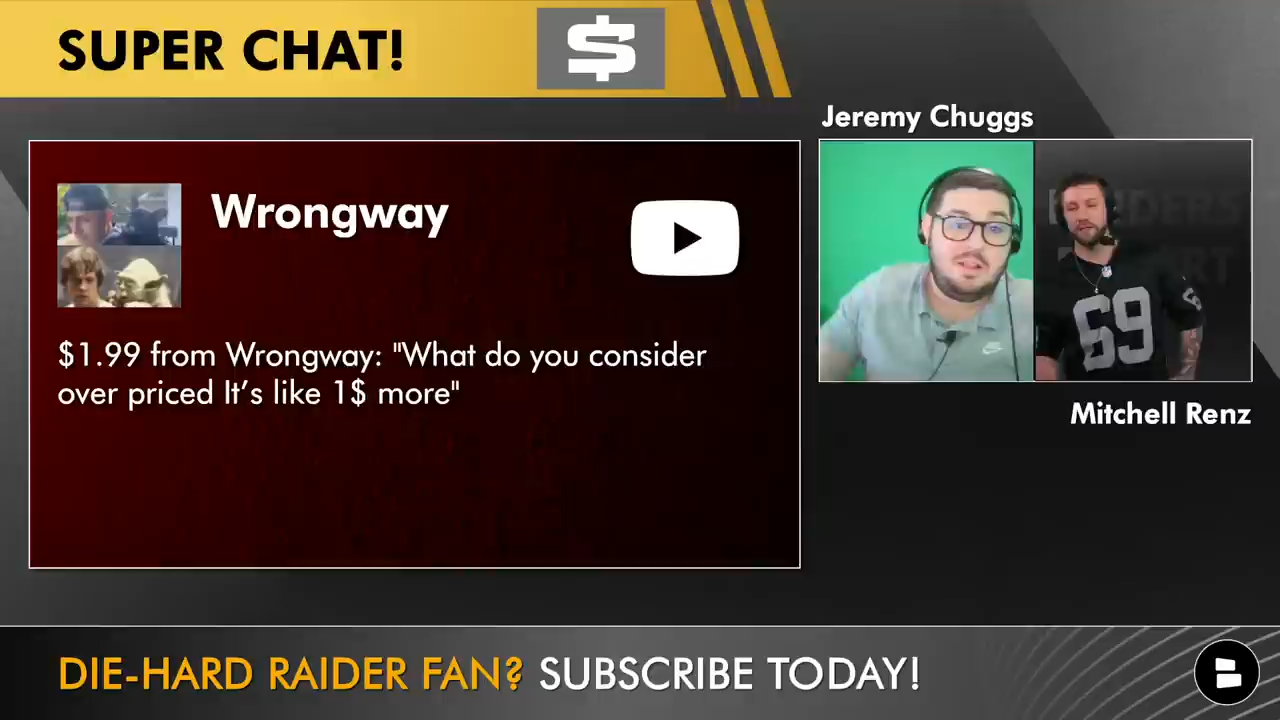 SUPER CHAT!
$
Jeremy Chuggs
Wrongway
$1.99 from Wrongway: "What do you consider
over priced It’s like 1$ more"
69
Mitchell Renz
DIE-HARD RAIDER FAN? SUBSCRIBE TODAY!